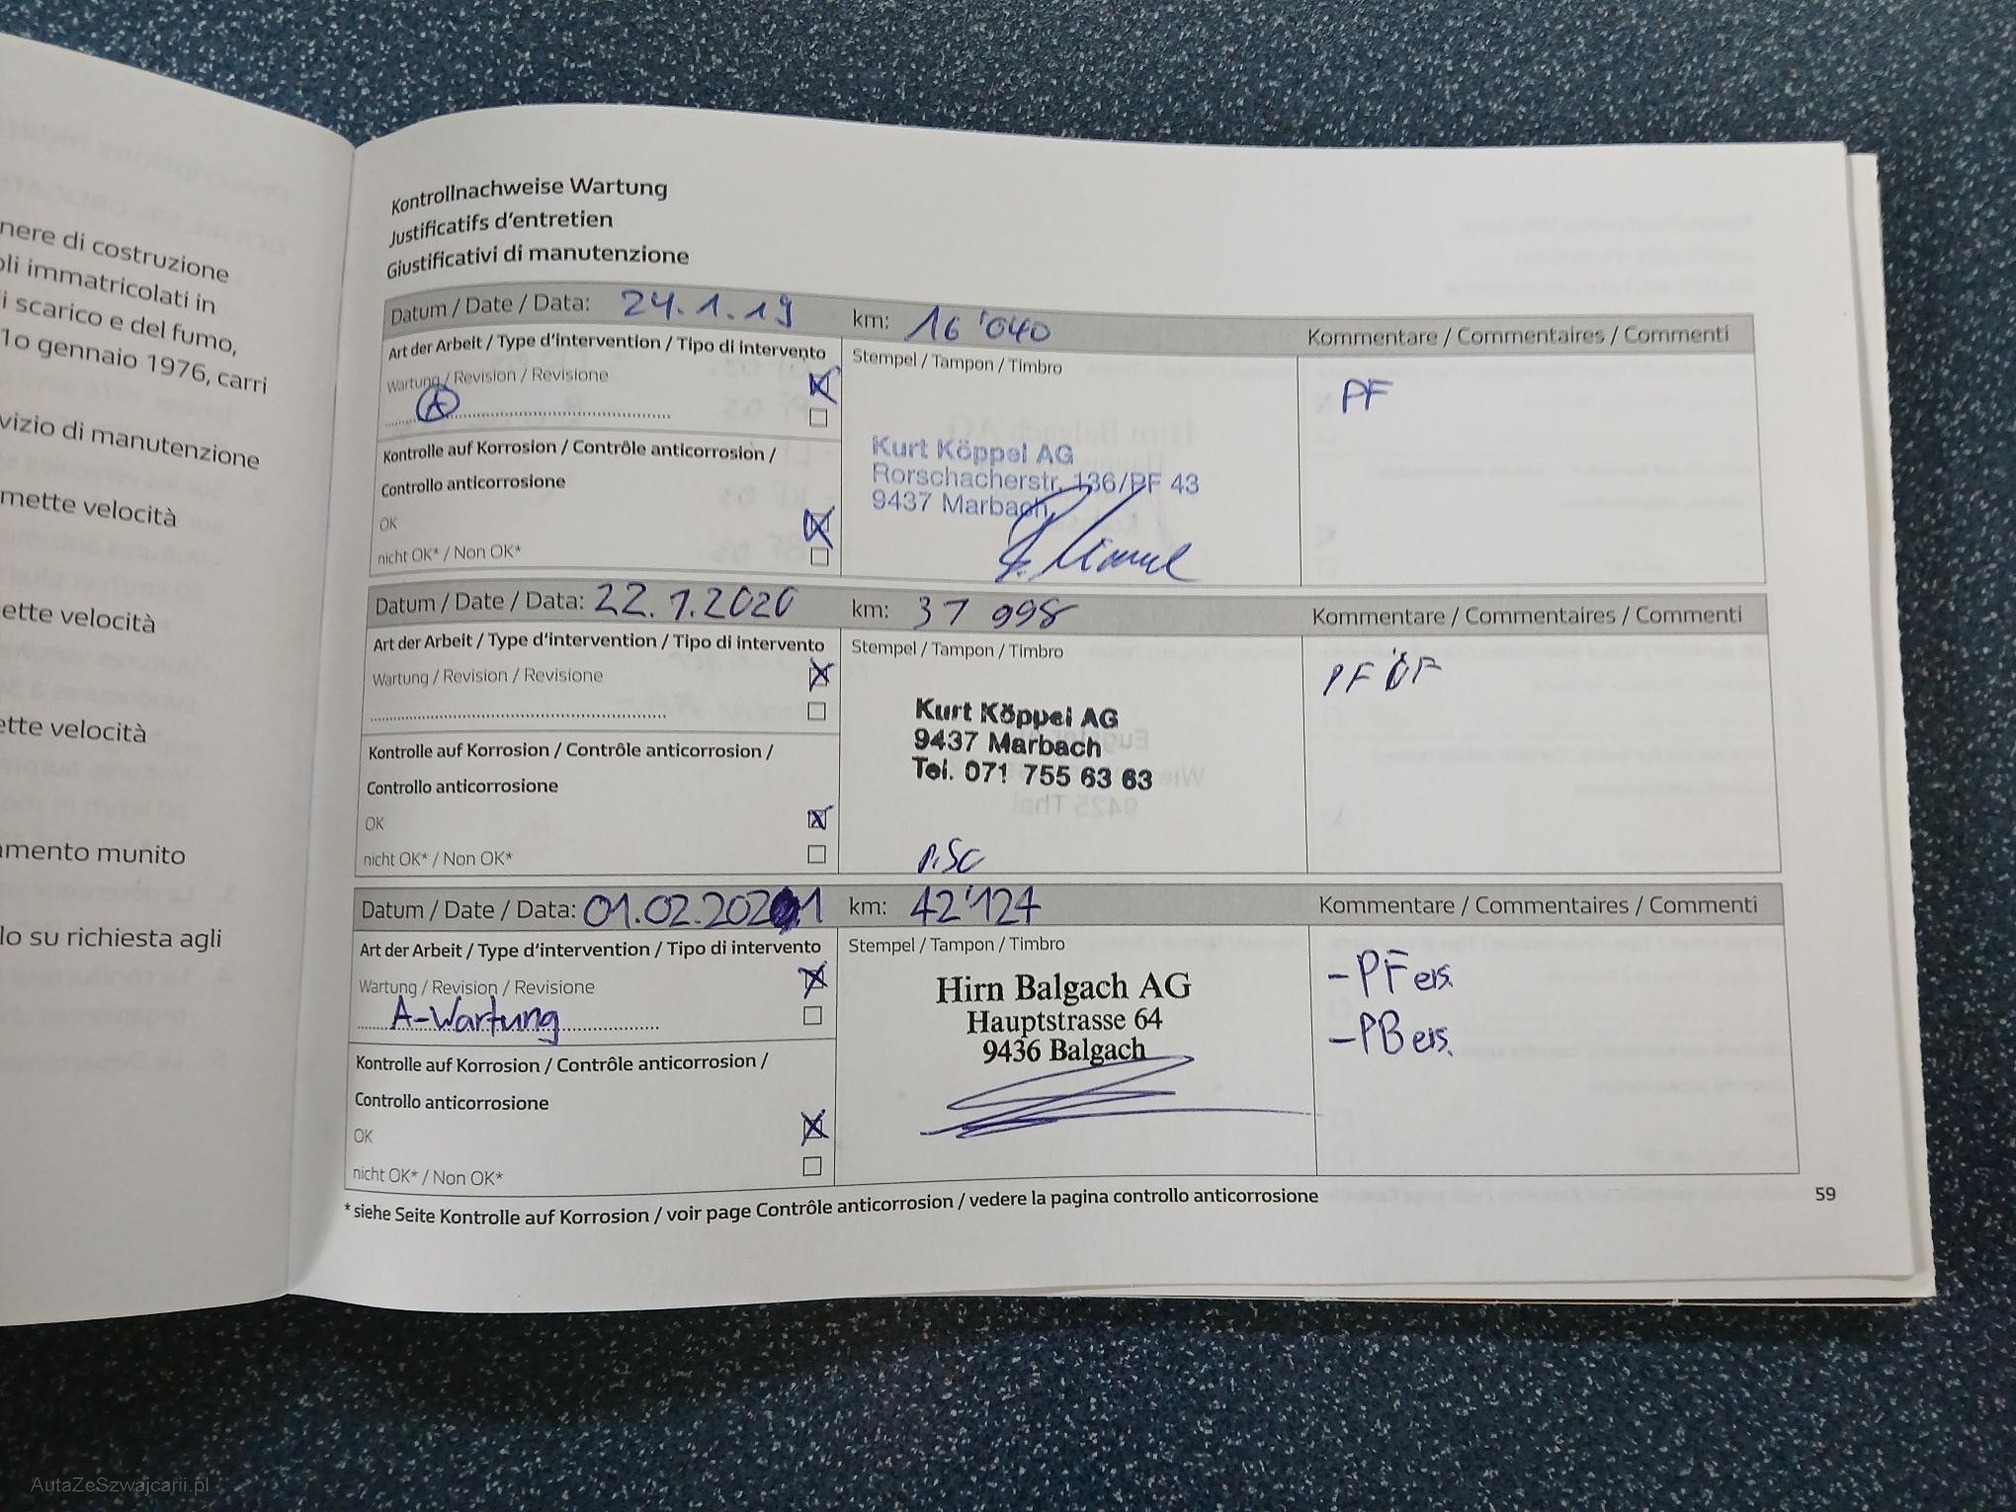 nere di costruzione
oli immatricolati in
i scarico e del fumo,
1o gennaio 1976, carri
vizio di manutenzione
mette velocità
ette velocità
ette velocità
amento munito
lo su richiesta agli
Kontrollnachweise Wartung
Justificatifs d'entretien
Giustificativi di manutenzione
Datum / Date / Data: 24.1.19 km: 16'040 Kommentare / Commentaires / Commenti
Art der Arbeit / Type d'intervention / Tipo di intervento Stempel / Tampon / Timbro
Wartung / Revision / Revisione PF
A
Kontrolle auf Korrosion / Contrôle anticorrosion / Kurt Köppel AG
Controllo anticorrosione Rorschacherstr. 136/PF 43
OK 9437 Marbach
nicht OK* / Non OK*
Datum / Date / Data: 22.1.2020 km: 37 998 Kommentare / Commentaires / Commenti
Art der Arbeit / Type d'intervention / Tipo di intervento Stempel / Tampon / Timbro
Wartung / Revision / Revisione PF ÖF
Kurt Köppel AG
9437 Marbach
Kontrolle auf Korrosion / Contrôle anticorrosion / Tel. 071 755 63 63
Controllo anticorrosione
OK
nicht OK* / Non OK*
Datum / Date / Data: 01.02.2021 km: 42'124 Kommentare / Commentaires / Commenti
Art der Arbeit / Type d'intervention / Tipo di intervento Stempel / Tampon / Timbro
Wartung / Revision / Revisione Hirn Balgach AG -PF ers.
A-Wartung Hauptstrasse 64 -PB ers.
Kontrolle auf Korrosion / Contrôle anticorrosion / 9436 Balgach
Controllo anticorrosione
OK
nicht OK* / Non OK*
*siehe Seite Kontrolle auf Korrosion / voir page Contrôle anticorrosion / vedere la pagina controllo anticorrosione
59
AutaZeSzwajcarii.pl